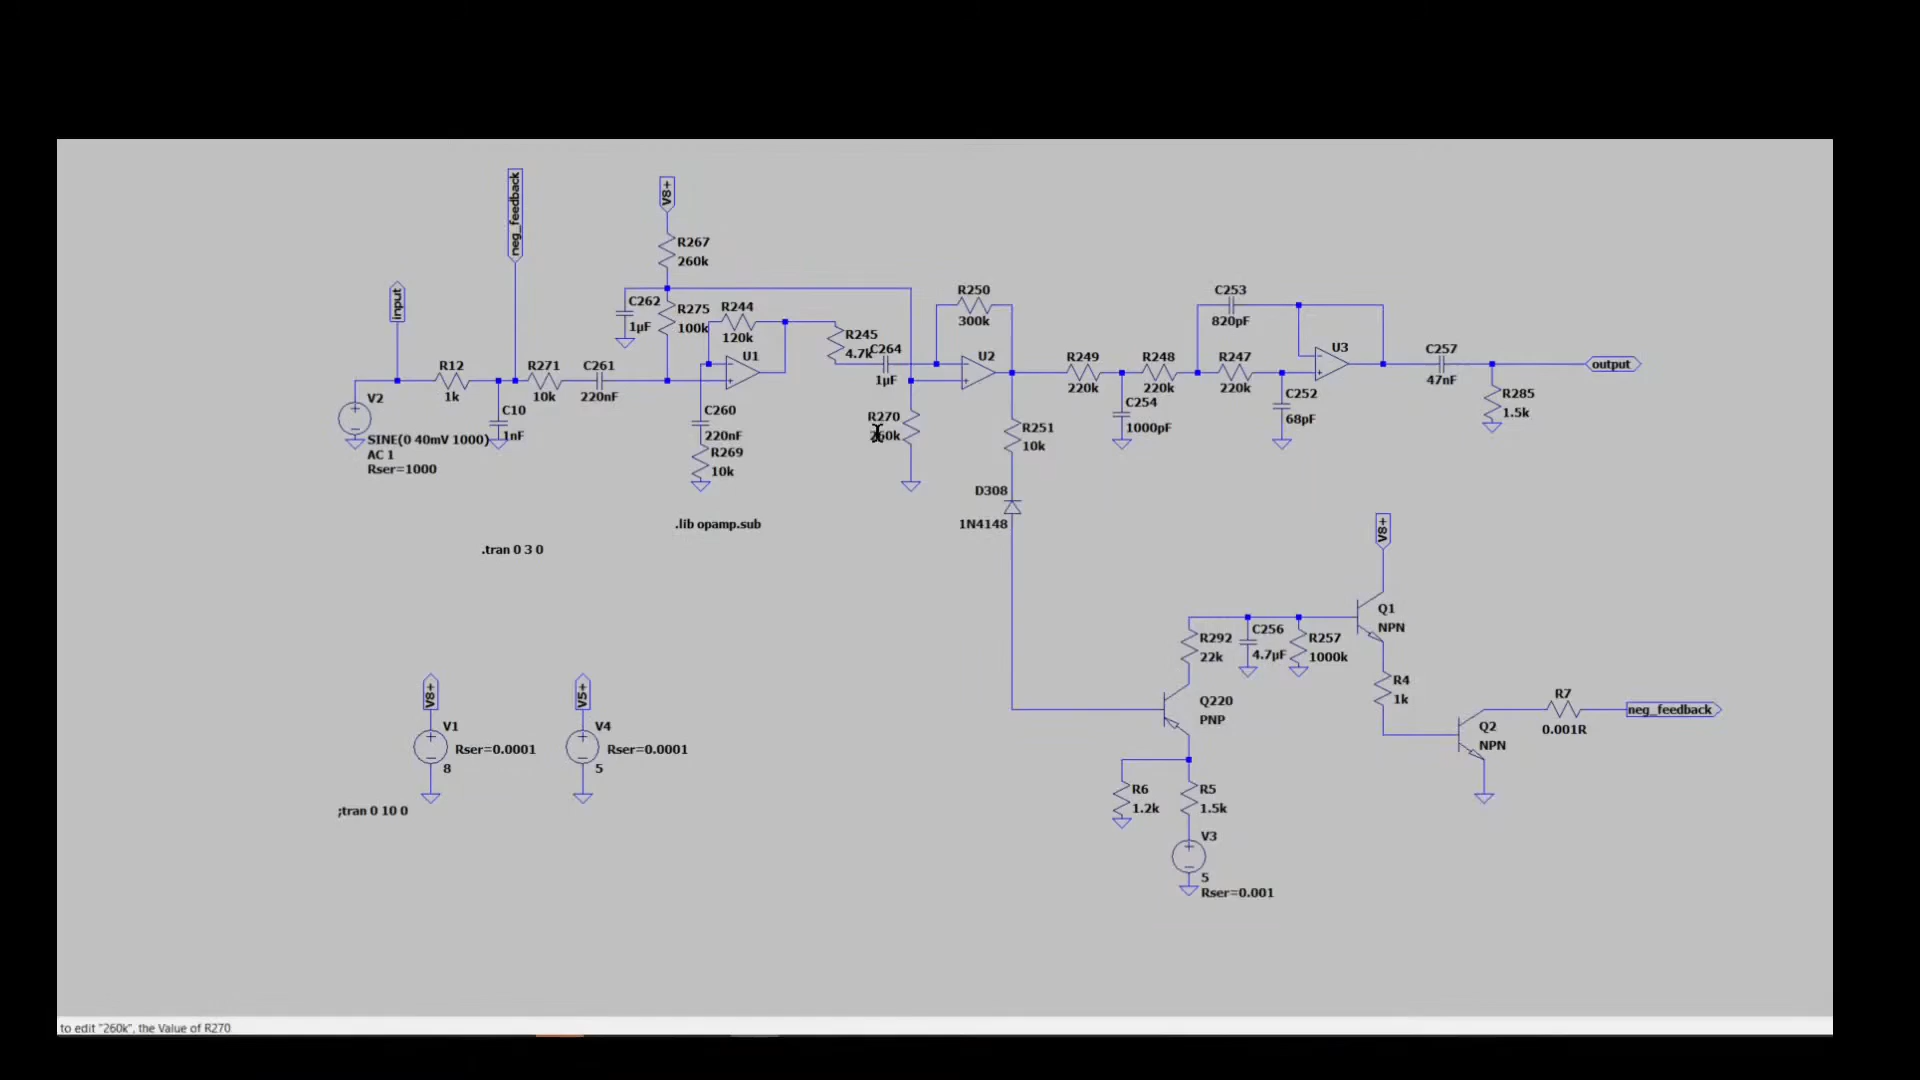 neg_feedback
V8+
R267
260k
input
C262
1µF
R275
100k
R244
120k
R245
4.7k
C264
1µF
R250
300k
C253
820pF
U1
U2
U3
R12
1k
R271
10k
C261
220nF
R249
220k
R248
220k
R247
220k
C257
47nF
output
V2
SINE(0 40mV 1000)
AC 1
Rser=1000
C10
1nF
C260
220nF
R269
10k
R270
260k
R251
10k
C254
1000pF
C252
68pF
R285
1.5k
D308
1N4148
.lib opamp.sub
.tran 0 3 0
V8+
Q1
NPN
R292
22k
C256
4.7µF
R257
1000k
R4
1k
Q220
PNP
R7
0.001R
neg_feedback
Q2
NPN
V8+
V1
Rser=0.0001
8
V5+
V4
Rser=0.0001
5
R6
1.2k
R5
1.5k
V3
5
Rser=0.001
;tran 0 10 0
to edit "260k", the Value of R270